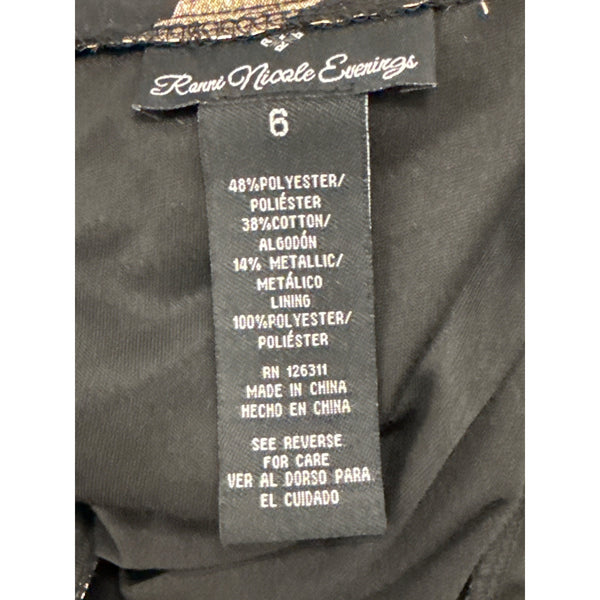 Ronni Nicole Evenings
6
48%POLYESTER/
POLIÉSTER
38%COTTON/
ALGODÓN
14% METALLIC/
METÁLICO
LINING
100%POLYESTER/
POLIÉSTER
RN 126311
MADE IN CHINA
HECHO EN CHINA
SEE REVERSE
FOR CARE
VER AL DORSO PARA
EL CUIDADO